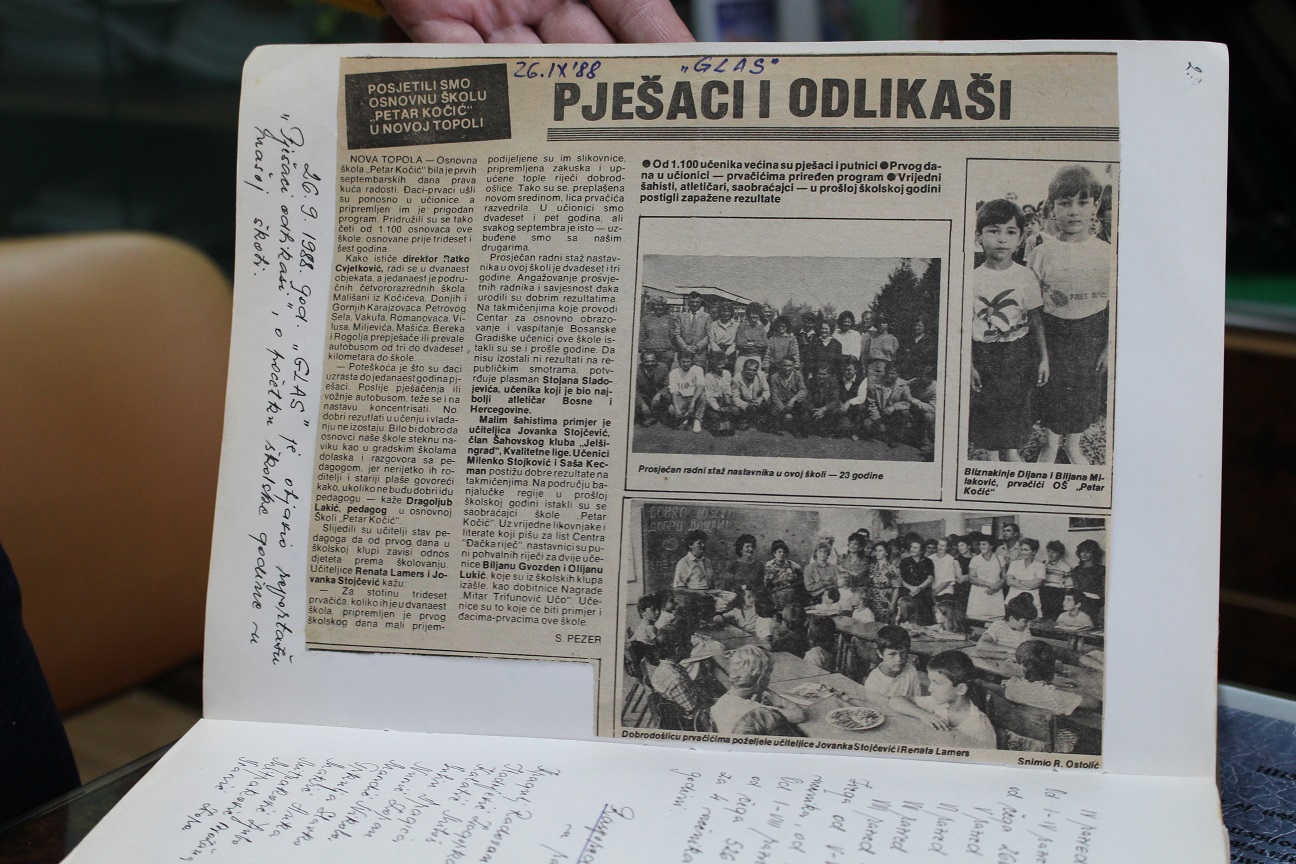 26.IX'88
„GLAS"
POSJETILI SMO
OSNOVNU ŠKOLU
„PETAR KOČIĆ"
U NOVOJ TOPOLI
PJEŠACI I ODLIKAŠI
NOVA TOPOLA — Osnovna
škola „Petar Kočić" bila je prvih
septembarskih dana prava
kuća radosti. Đaci-prvaci ušli
su ponosno u učionice, a
pripremljen im je prigodan
program. Pridružili su se tako
četi od 1.100 osnovaca ove
škole, osnovane prije trideset i
šest godina.
Kako ističe direktor Ratko
Cvjetković, radi se u dvanaest
objekata, a jedanaest je područ-
nih četvororazrednih škola.
Mališani iz Kočićeva, Donjih i
Gornjih Karajzovaca, Petrovog
Sela, Vakufa, Romanovaca, Vi-
lusa, Miljevića, Mašića, Bereka
i Rogolja prepješače ili prevale
autobusom od tri do dvadeset
kilometara do škole.
— Poteškoća je što su đaci
uzrasta do jedanaest godina pj-
ešaci. Poslije pješačenja ili
vožnje autobusom, teže se i na
nastavu koncentrisati. No,
dobri rezutlati u učenju i vlada-
nju ne izostaju. Bilo bi dobro da
osnovci naše škole steknu na-
viku kao u gradskim školama
dolaska i razgovora sa pe-
dagogom, jer nerijetko ih ro-
ditelji i stariji plaše govoreći
kako, ukoliko ne budu dobri idu
pedagogu — kaže Dragoljub
Lakić, pedagog u osnovnoj
Školi „Petar Kočić".
Slijedili su učitelji stav pe-
dagoga da od prvog dana u
školskoj klupi zavisi odnos
djeteta prema školovanju.
Učiteljice Renata Lamers i Jo-
vanka Stojčević kažu:
— Za stotinu trideset
prvačića, koliko ih je u dvanaest
škola, pripremljen je prvog
školskog dana mali prijem-
podijeljene su im slikovnice,
pripremljena zakuska i up-
ućene tople riječi dobrod-
ošlice. Tako su se, preplašena
novom sredinom, lica prvačića
razvedrila. U učionici smo
dvadeset i pet godina, ali
svakog septembra je isto — uz-
buđene smo sa našim
drugarima.
Prosječan radni staž nastav-
nika u ovoj školi je dvadeset i tri
godine. Angažovanje prosvjet-
nih radnika i savjesnost đaka
urodili su dobrim rezultatima.
Na takmičenjima koje provodi
Centar za osnovno obrazo-
vanje i vaspitanje Bosanske
Gradiške učenici ove škole is-
takli su se i prošle godine. Da
nisu izostali ni rezultati na re-
publičkim smotrama, potv-
rđuje plasman Stojana Slado-
jevića, učenika koji je bio naj-
bolji atletičar Bosne i
Hercegovine.
Malim šahistima primjer je
učiteljica Jovanka Stojčević,
član Šahovskog kluba „Jelši-
ngrad", Kvalitetne lige. Učenici
Milenko Stojković i Saša Kec-
man postižu dobre rezultate na
takmičenjima. Na području ba-
njalučke regije u prošloj
školskoj godini istakli su se
saobraćajci škole „Petar
Kočić". Uz vrijedne likovnjake i
literate koji pišu za list Centra
„Đačka riječ", nastavnici su pu-
ni pohvalnih riječi za dvije uče-
nice Biljanu Gvozden i Olijanu
Lukić, koje su iz školskih klupa
izašle, kao dobitnice Nagrade
„Mitar Trifunović Učo". Uče-
nice su to koje će biti primjer i
đacima-prvacima ove škole.
S. PEZER
●Od 1.100 učenika većina su pješaci i putnici ●Prvog da-
na u učionici — prvačićima priređen program ●Vrijedni
šahisti, atletičari, saobraćajci — u prošloj školskoj godini
postigli zapažene rezultate
Prosječan radni staž nastavnika u ovoj školi — 23 godine
Bliznakinje Dijana i Biljana Mi-
laković, prvačići OŠ „Petar
Kočić"
DOBRO DOŠLI!
Dobrodošlicu prvačićima poželjele učiteljice Jovanka Stojčević i Renata Lamers
Snimio R. Ostojić
26. 9. 1988. god. „GLAS" je objavio reportažu
„Pješaci odlikaši", o početku školske godine u
našoj školi.
2.